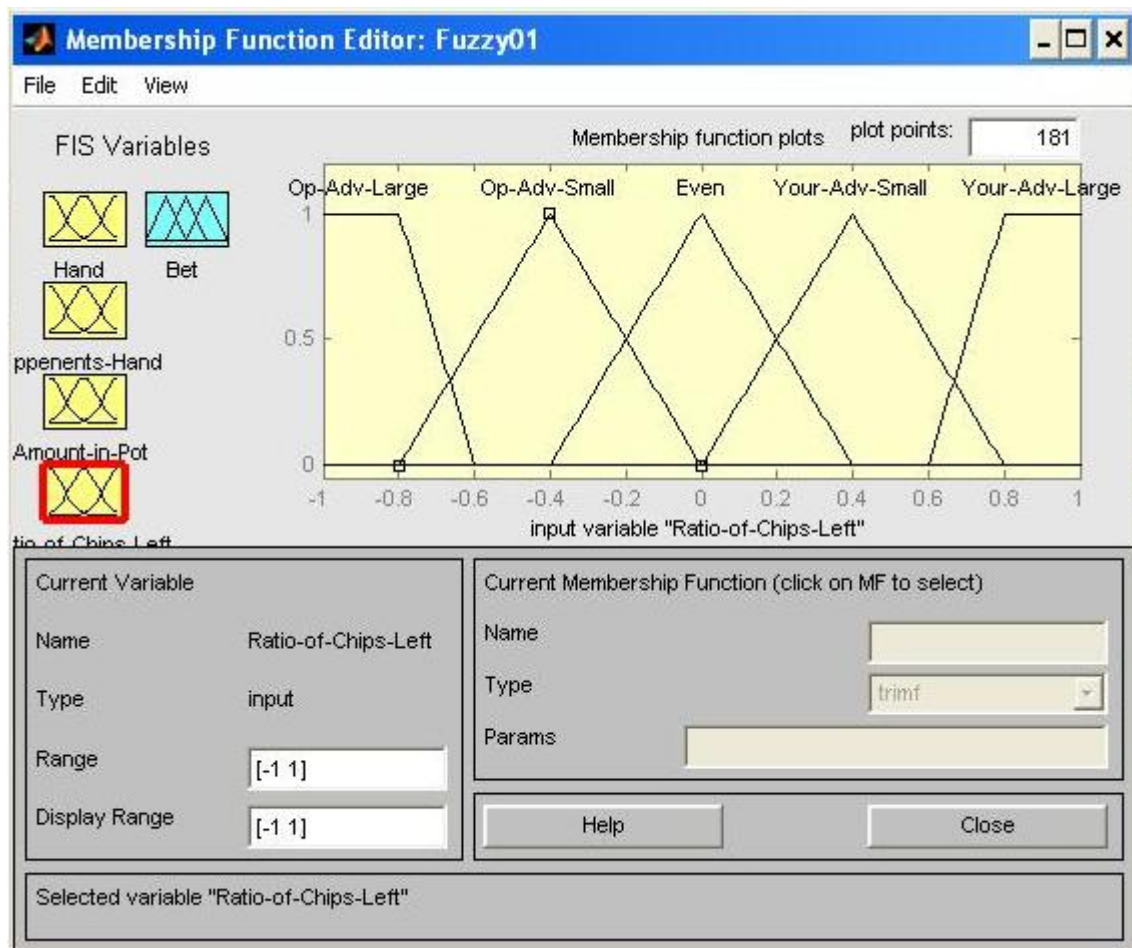 Membership Function Editor: Fuzzy01
File Edit View
FIS Variables
Membership function plots plot points: 181
Op-Adv-Large Op-Adv-Small Even Your-Adv-Small Your-Adv-Large
Hand Bet
ppenents-Hand
Amount-in-Pot
tio-of-Chips-Left
1
0.5
0
-1 -0.8 -0.6 -0.4 -0.2 0 0.2 0.4 0.6 0.8 1
input variable "Ratio-of-Chips-Left"
Current Variable
Name Ratio-of-Chips-Left
Type input
Range [-1 1]
Display Range [-1 1]
Current Membership Function (click on MF to select)
Name
Type trimf
Params
Help Close
Selected variable "Ratio-of-Chips-Left"